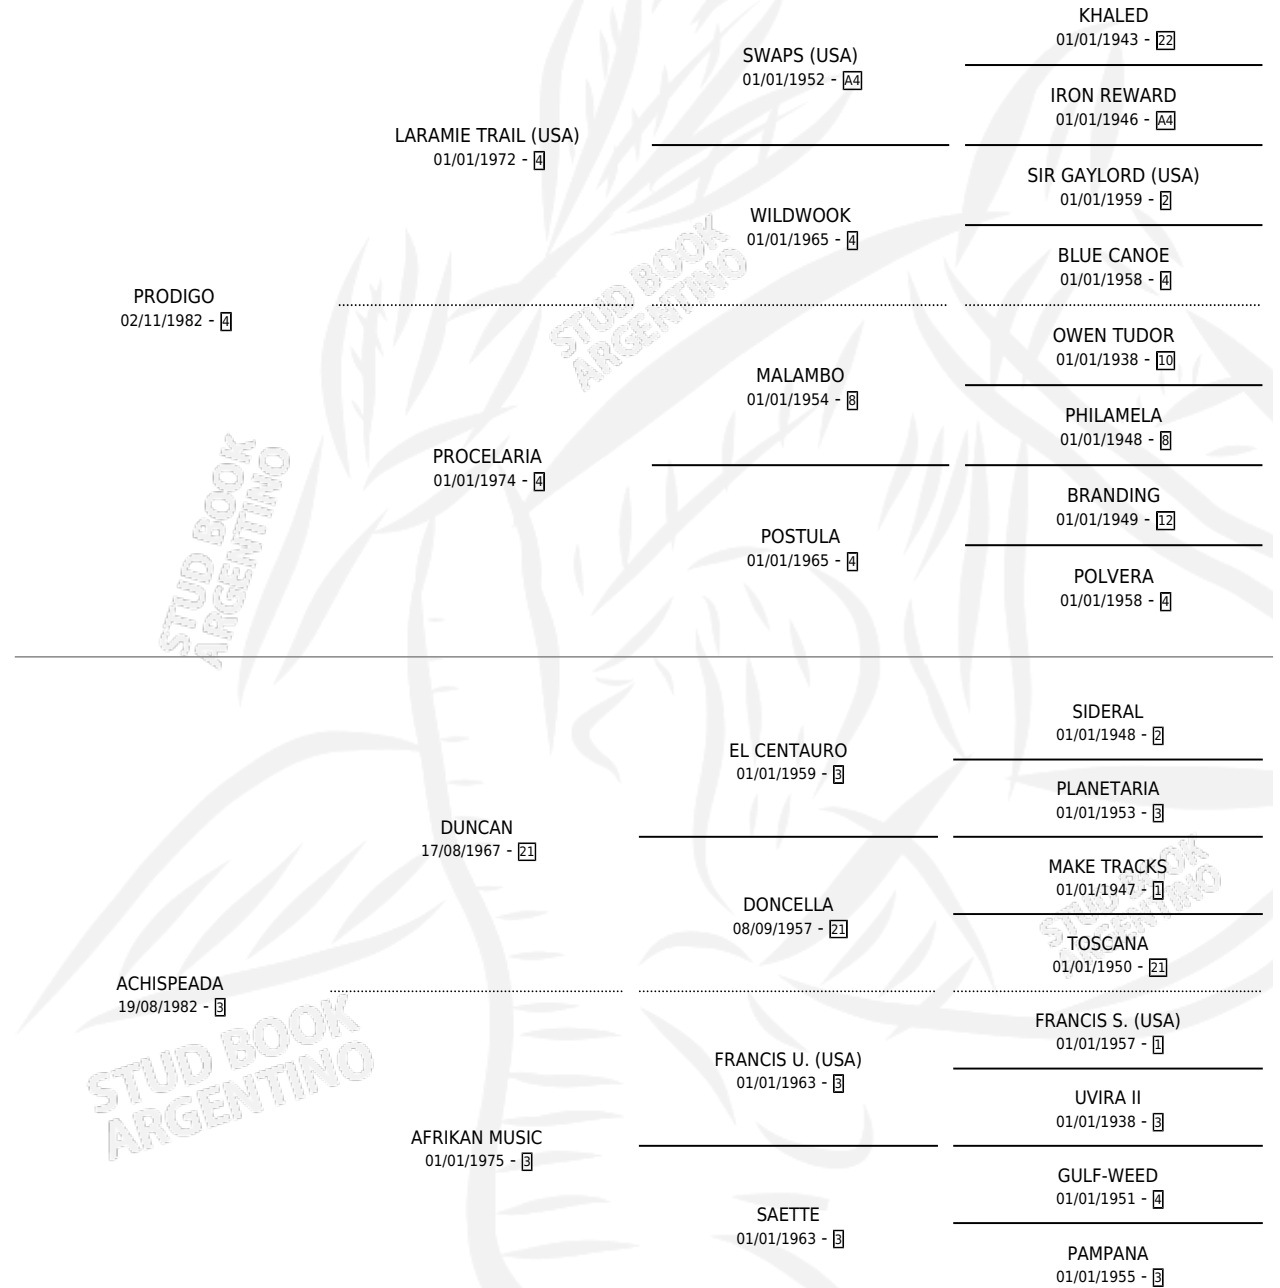 KHALED
01/01/1943 - 22
SWAPS (USA)
01/01/1952 - A4
IRON REWARD
01/01/1946 - A4
LARAMIE TRAIL (USA)
01/01/1972 - 4
SIR GAYLORD (USA)
01/01/1959 - 2
WILDWOOK
01/01/1965 - 4
BLUE CANOE
01/01/1958 - 4
PRODIGO
02/11/1982 - 4
OWEN TUDOR
01/01/1938 - 10
MALAMBO
01/01/1954 - 8
PHILAMELA
01/01/1948 - 8
PROCELARIA
01/01/1974 - 4
BRANDING
01/01/1949 - 12
POSTULA
01/01/1965 - 4
POLVERA
01/01/1958 - 4
STUD BOOK
ARGENTINO
STUD BOOK
ARGENTINO
SIDERAL
01/01/1948 - 2
EL CENTAURO
01/01/1959 - 3
PLANETARIA
01/01/1953 - 3
DUNCAN
17/08/1967 - 21
MAKE TRACKS
01/01/1947 - 1
DONCELLA
08/09/1957 - 21
TOSCANA
01/01/1950 - 21
STUD BOOK
ARGENTINO
ACHISPEADA
19/08/1982 - 3
FRANCIS S. (USA)
01/01/1957 - 1
FRANCIS U. (USA)
01/01/1963 - 3
UVIRA II
01/01/1938 - 3
AFRIKAN MUSIC
01/01/1975 - 3
GULF-WEED
01/01/1951 - 4
SAETTE
01/01/1963 - 3
PAMPANA
01/01/1955 - 3
STUD BOOK
ARGENTINO